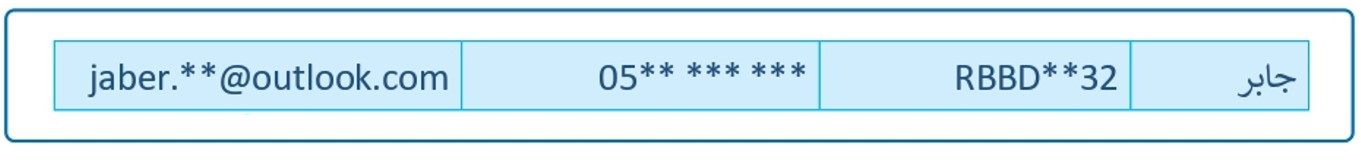 جابر RBBD**32 05** *** *** jaber.**@outlook.com